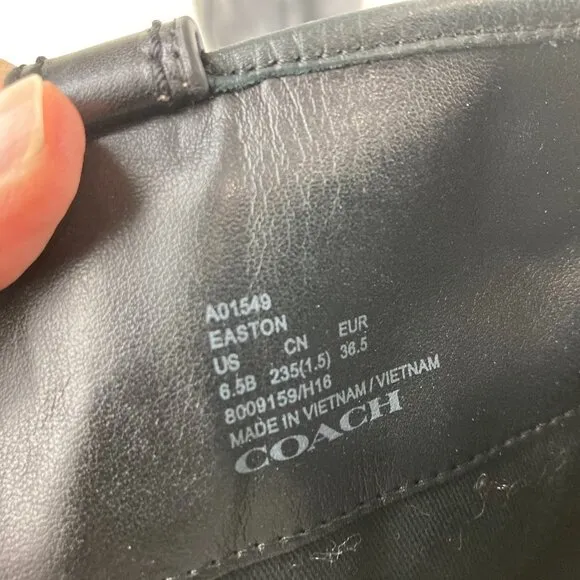 A01549
EASTON
US CN EUR
6.5B 235(1.5) 36.5
8009159/H16
MADE IN VIETNAM / VIETNAM
COACH